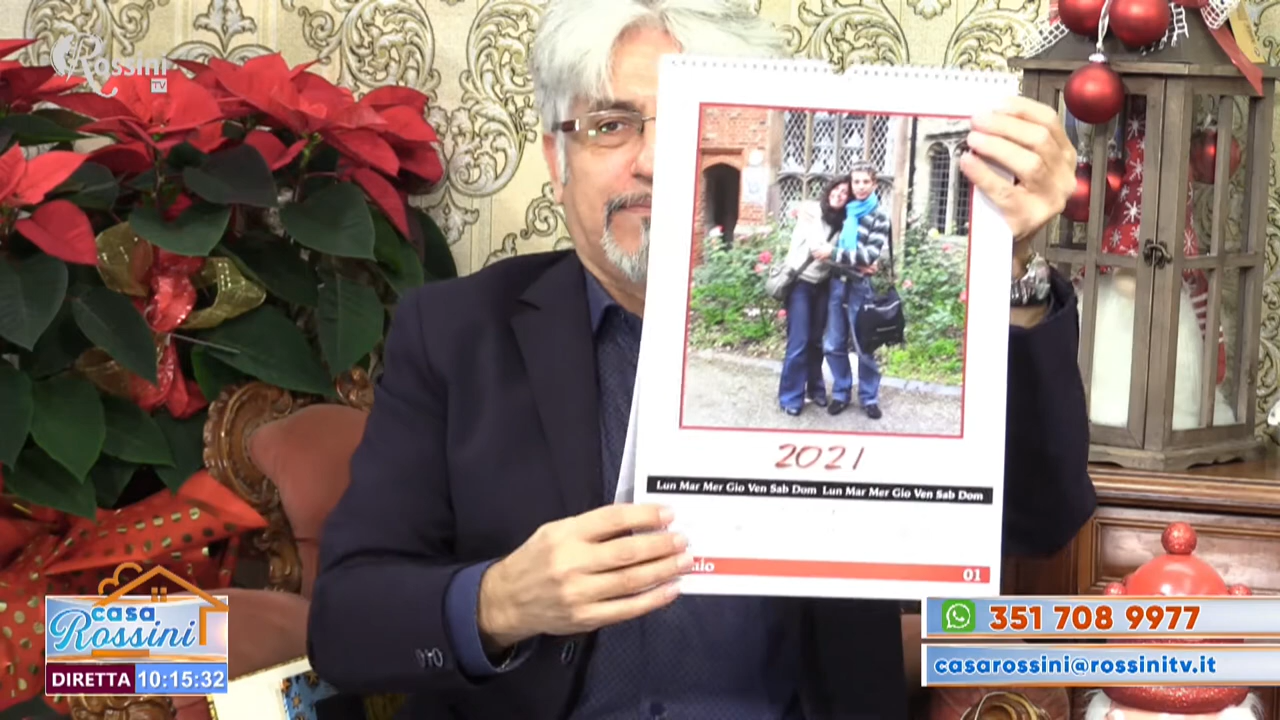 Rossini
TV
2021
Lun Mar Mer Gio Ven Sab Dom Lun Mar Mer Gio Ven Sab Dom
01
casa
Rossini
DIRETTA 10:15:32
351 708 9977
casarossini@rossinitv.it